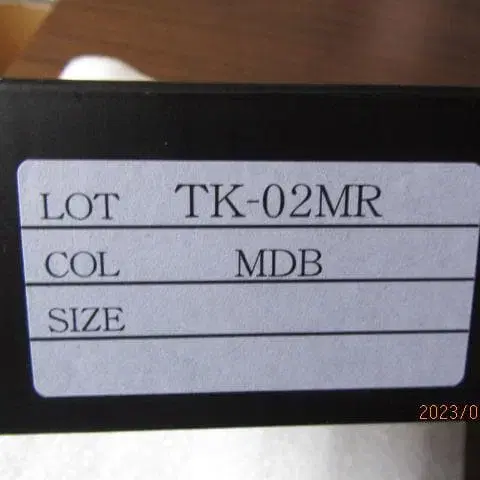 LOT TK-02MR
COL MDB
SIZE
2023/0